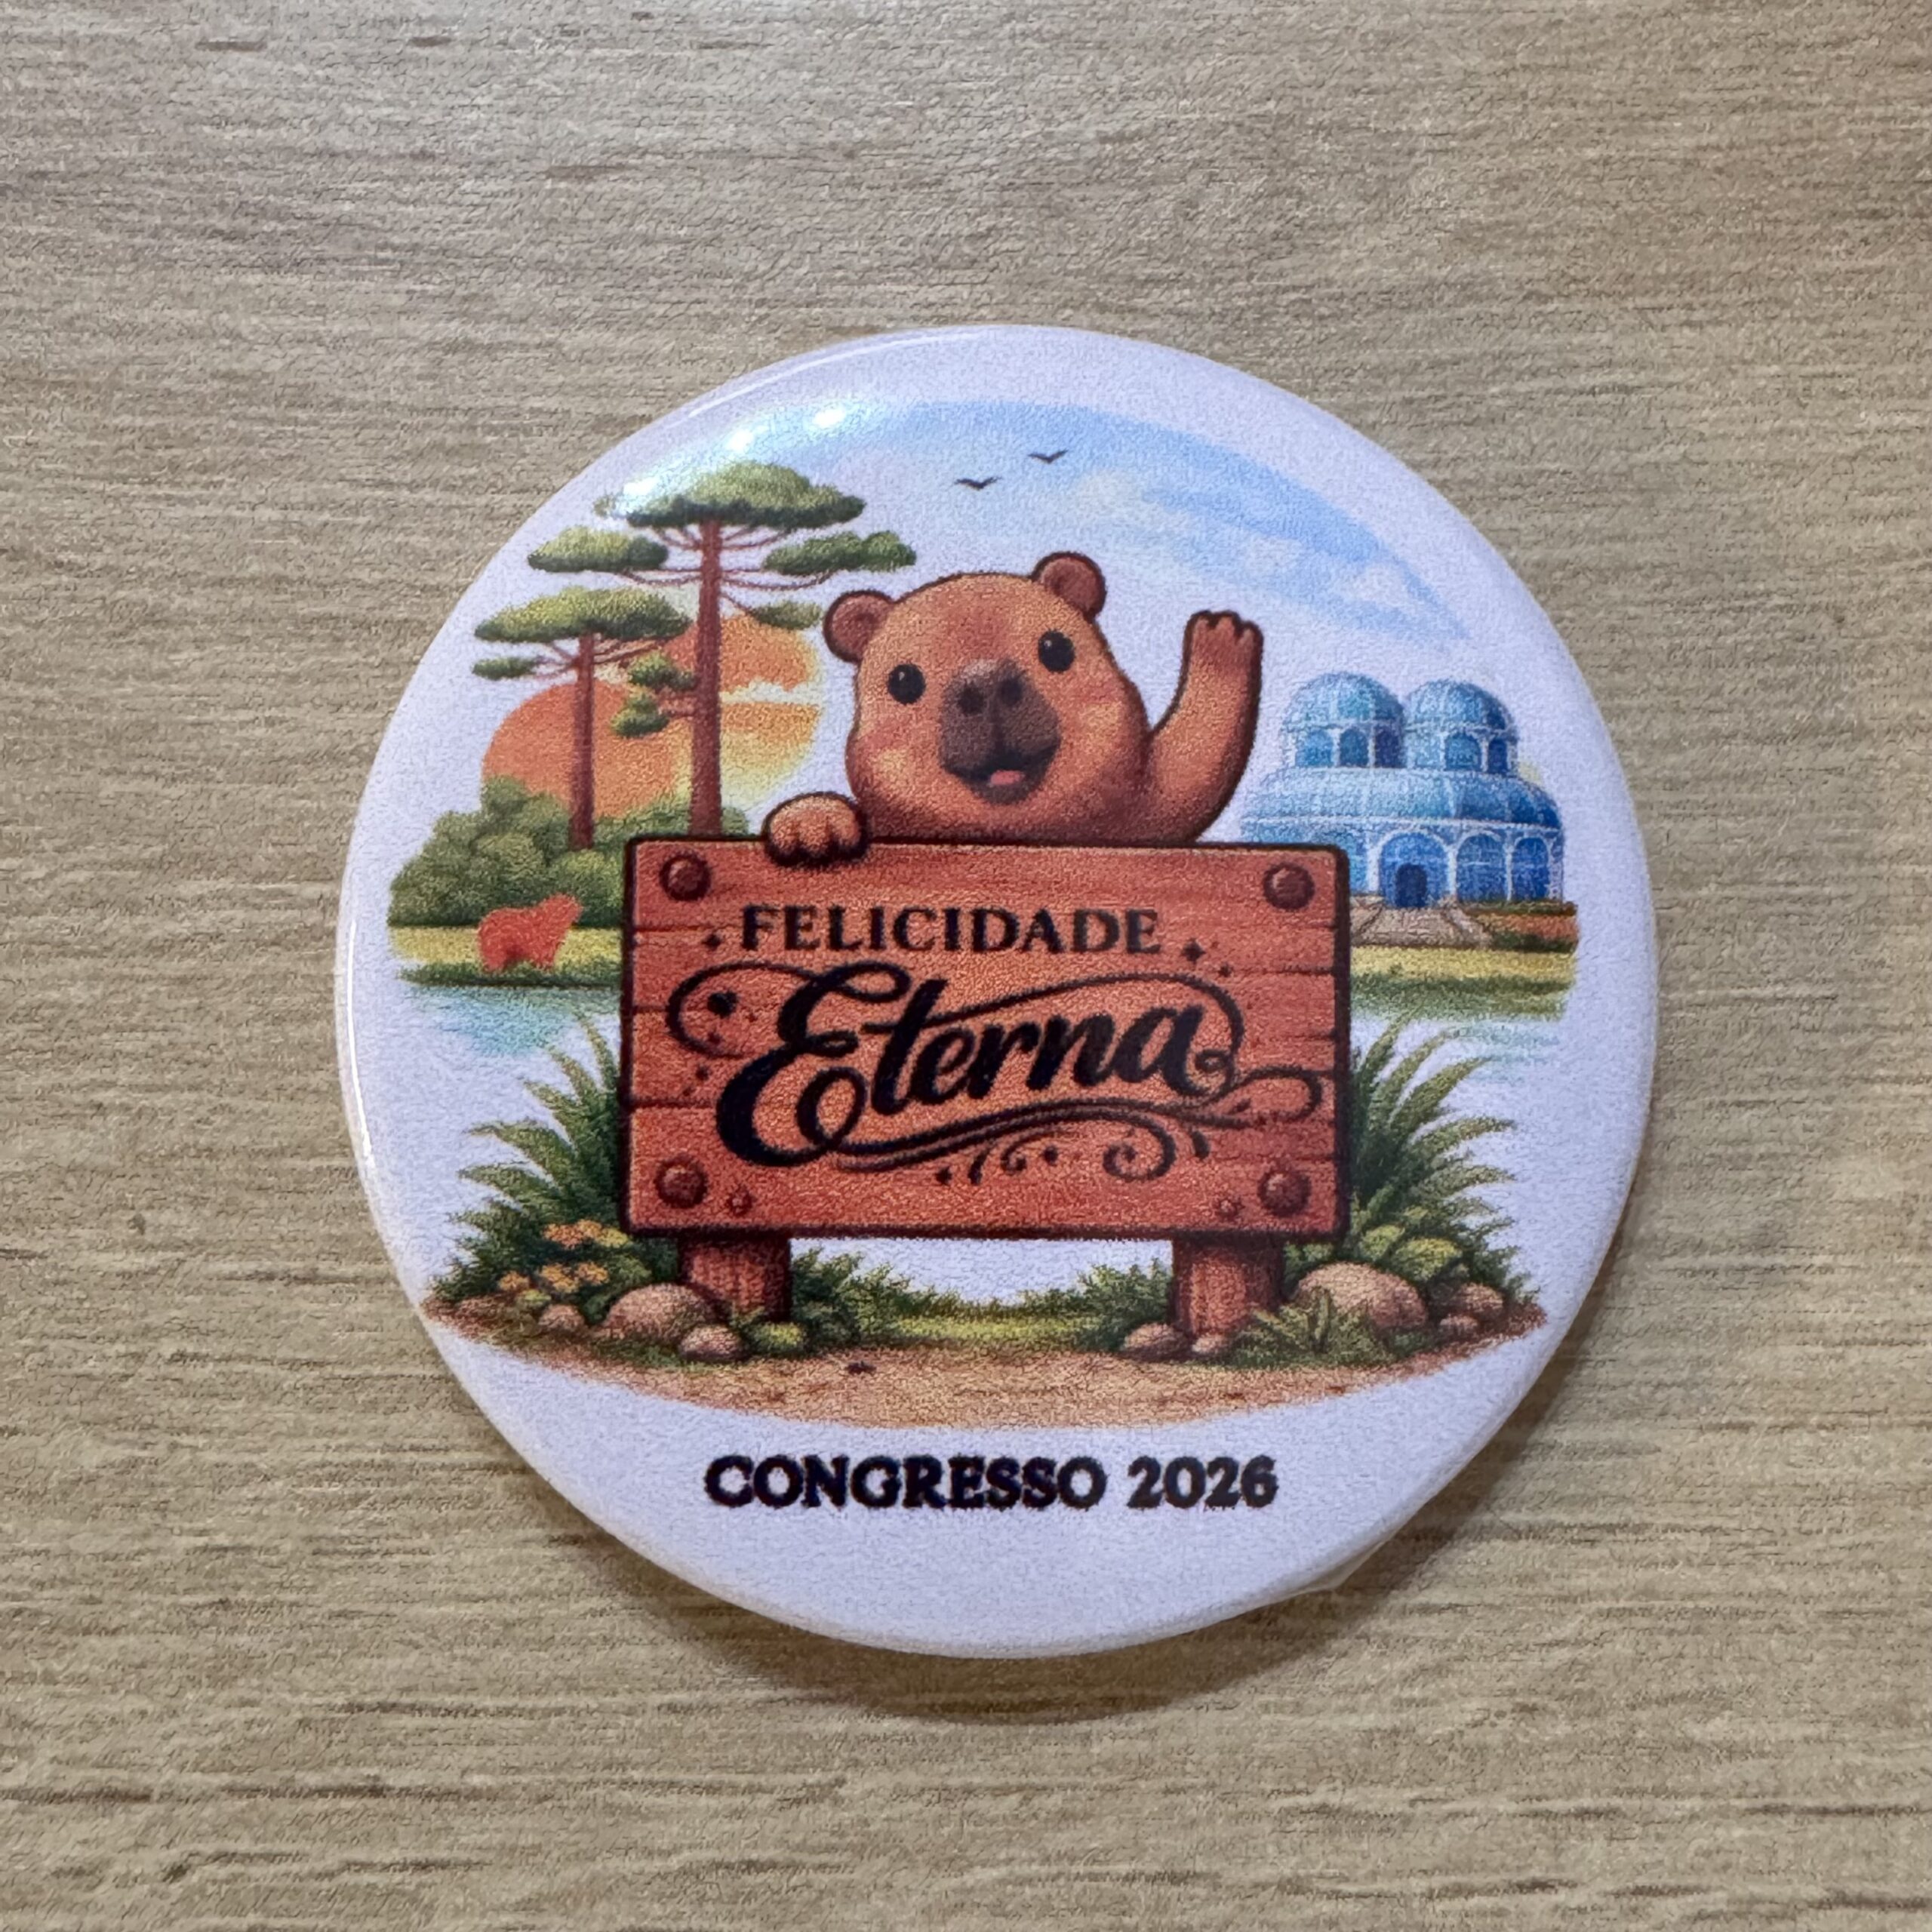 FELICIDADE
Eterna
CONGRESSO 2026